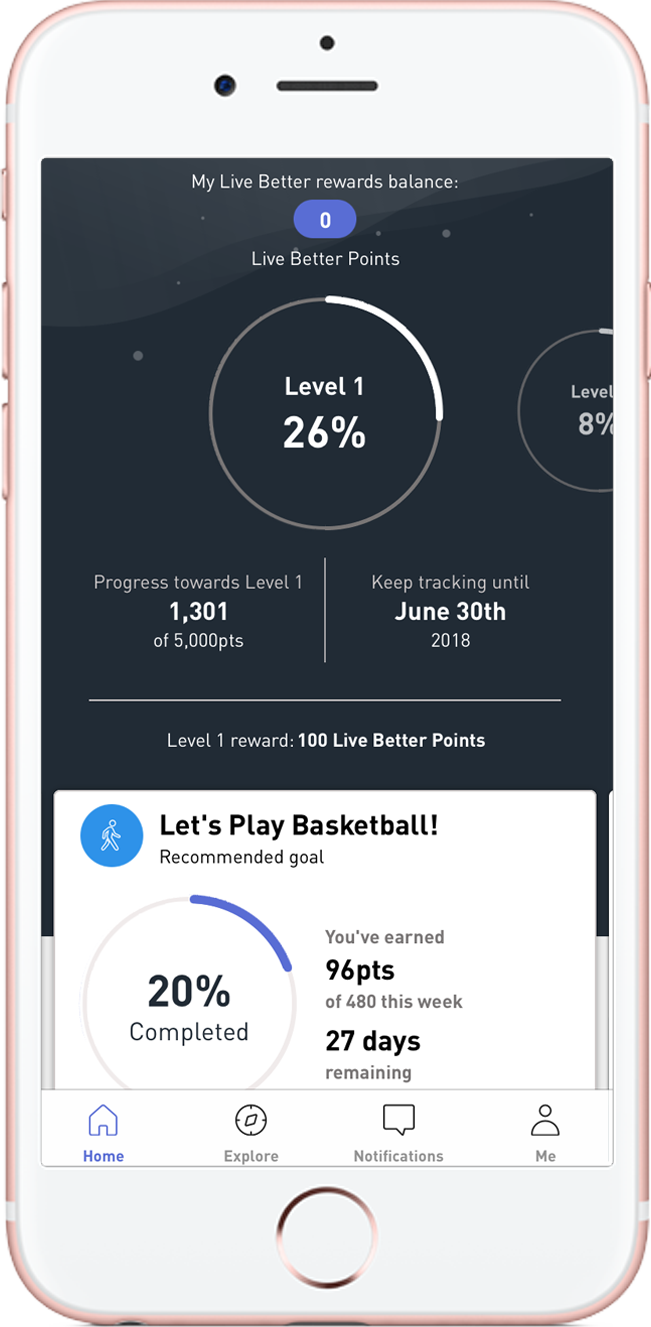 My Live Better rewards balance:
0
Live Better Points
Level 1
26%
Level
8%
Progress towards Level 1
1,301
of 5,000pts
Keep tracking until
June 30th
2018
Level 1 reward: 100 Live Better Points
Let's Play Basketball!
Recommended goal
20%
Completed
You've earned
96pts
of 480 this week
27 days
remaining
Home
Explore
Notifications
Me